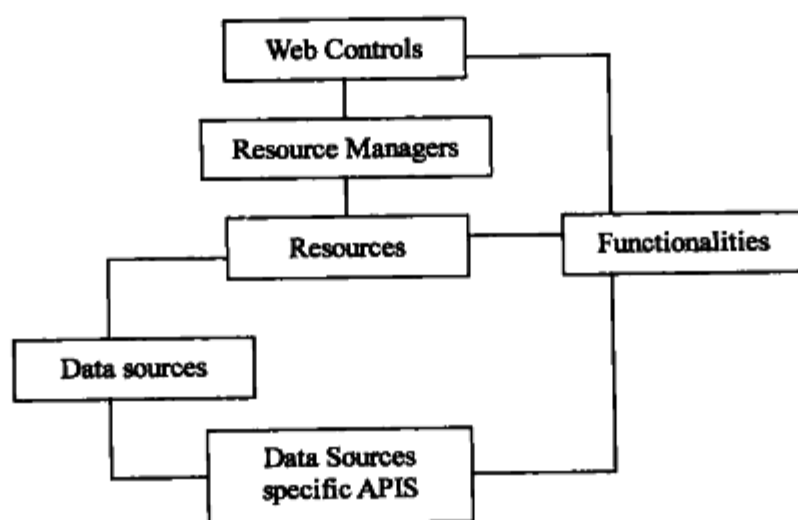 Web Controls
Resource Managers
Resources
Functionalities
Data sources
Data Sources
specific APIS